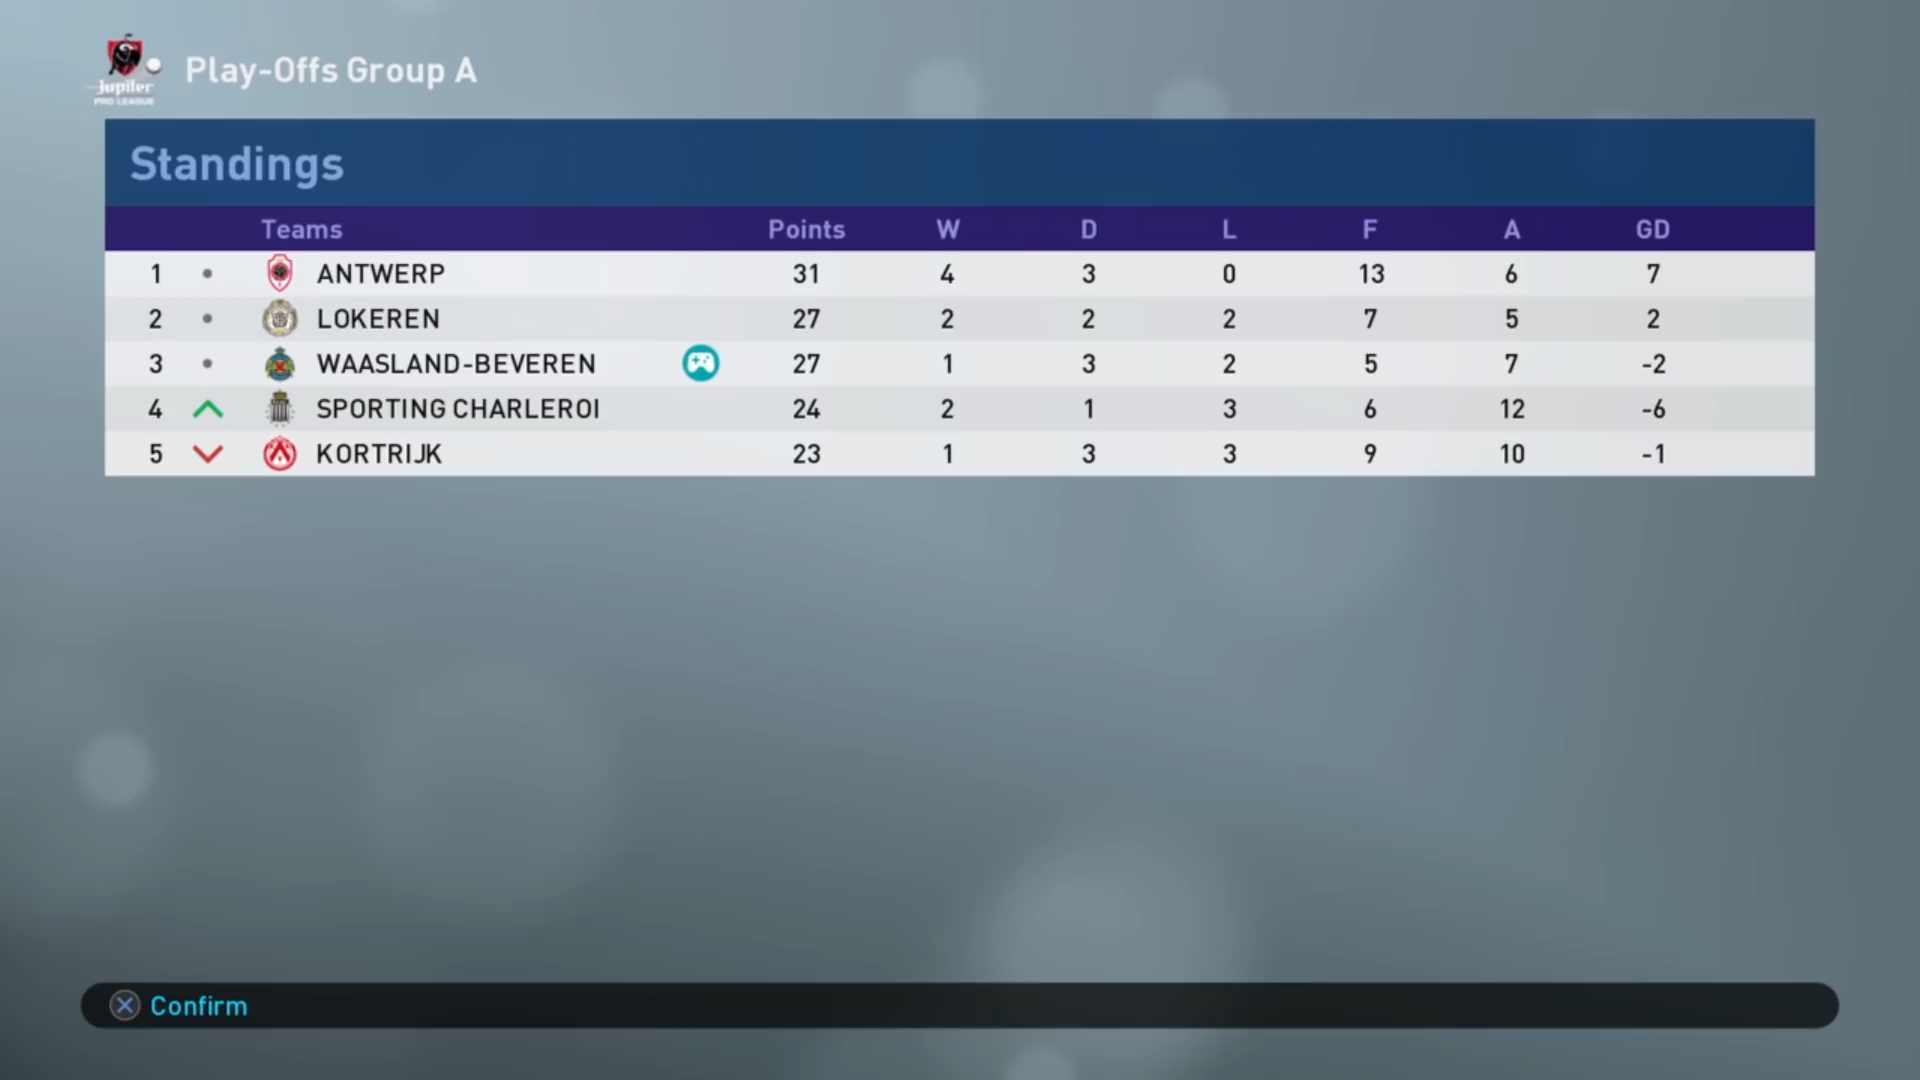 Jupiler
PRO LEAGUE
Play-Offs Group A
Standings
Teams Points W D L F A GD
1 ANTWERP 31 4 3 0 13 6 7
2 LOKEREN 27 2 2 2 7 5 2
3 WAASLAND-BEVEREN 27 1 3 2 5 7 -2
4 SPORTING CHARLEROI 24 2 1 3 6 12 -6
5 KORTRIJK 23 1 3 3 9 10 -1
Confirm